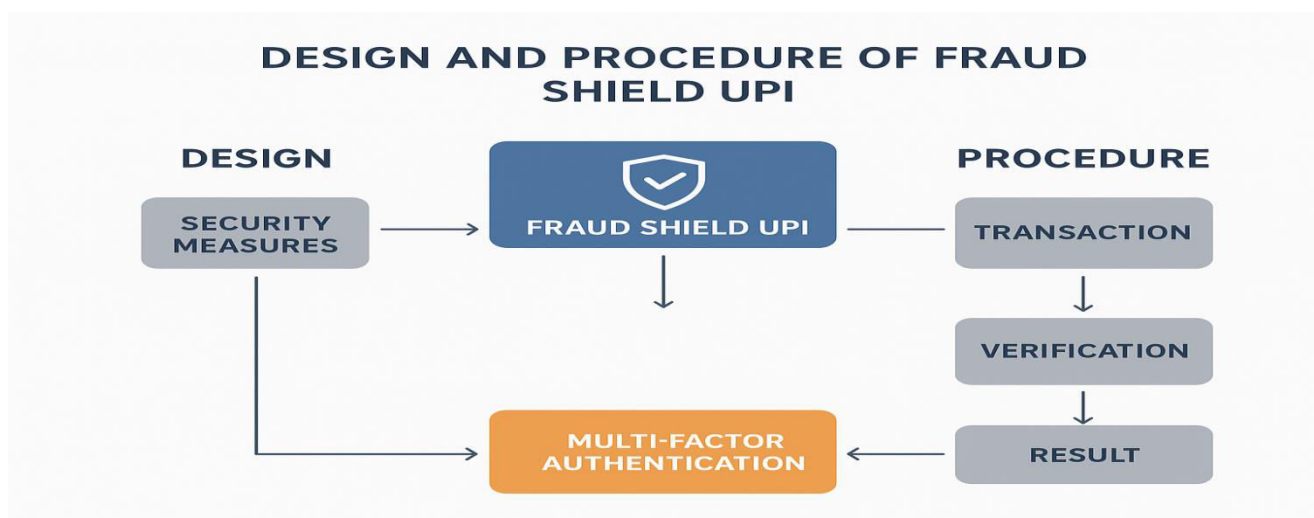 DESIGN AND PROCEDURE OF FRAUD
SHIELD UPI
DESIGN
PROCEDURE
SECURITY
MEASURES
FRAUD SHIELD UPI
TRANSACTION
VERIFICATION
MULTI-FACTOR
AUTHENTICATION
RESULT